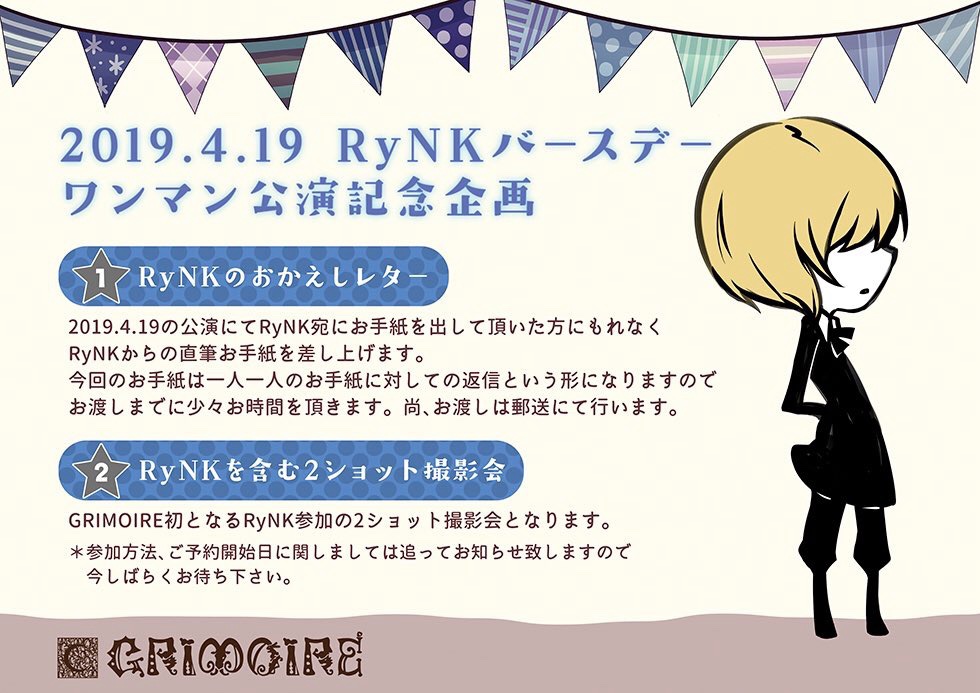 2019.4.19 RyNKバースデー
ワンマン公演記念企画
1 RyNKのおかえしレター
2019.4.19の公演にてRyNK宛にお手紙を出して頂いた方にもれなく
RyNKからの直筆お手紙を差し上げます。
今回のお手紙は一人一人のお手紙に対しての返信という形になりますので
お渡しまでに少々お時間を頂きます。尚、お渡しは郵送にて行います。
2 RyNKを含む2ショット撮影会
GRIMOIRE初となるRyNK参加の2ショット撮影会となります。
＊参加方法、ご予約開始日に関しましては追ってお知らせ致しますので
今しばらくお待ち下さい。
GRIMOIRE